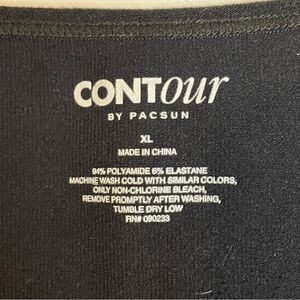 CONTour
BY PACSUN
XL
MADE IN CHINA
94% POLYAMIDE 6% ELASTANE
MACHINE WASH COLD WITH SIMILAR COLORS,
ONLY NON-CHLORINE BLEACH,
REMOVE PROMPTLY AFTER WASHING,
TUMBLE DRY LOW
RN# 090233